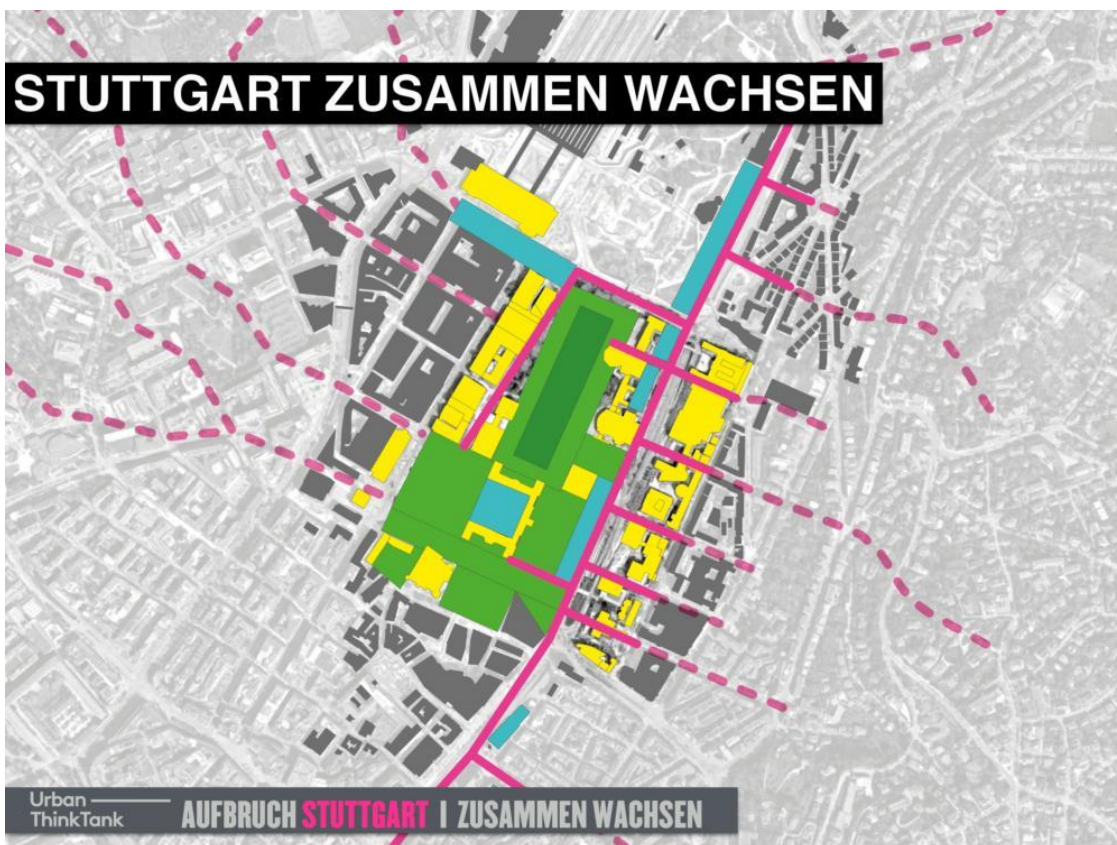 STUTTGART ZUSAMMEN WACHSEN
Urban
ThinkTank
AUFBRUCH STUTTGART I ZUSAMMEN WACHSEN